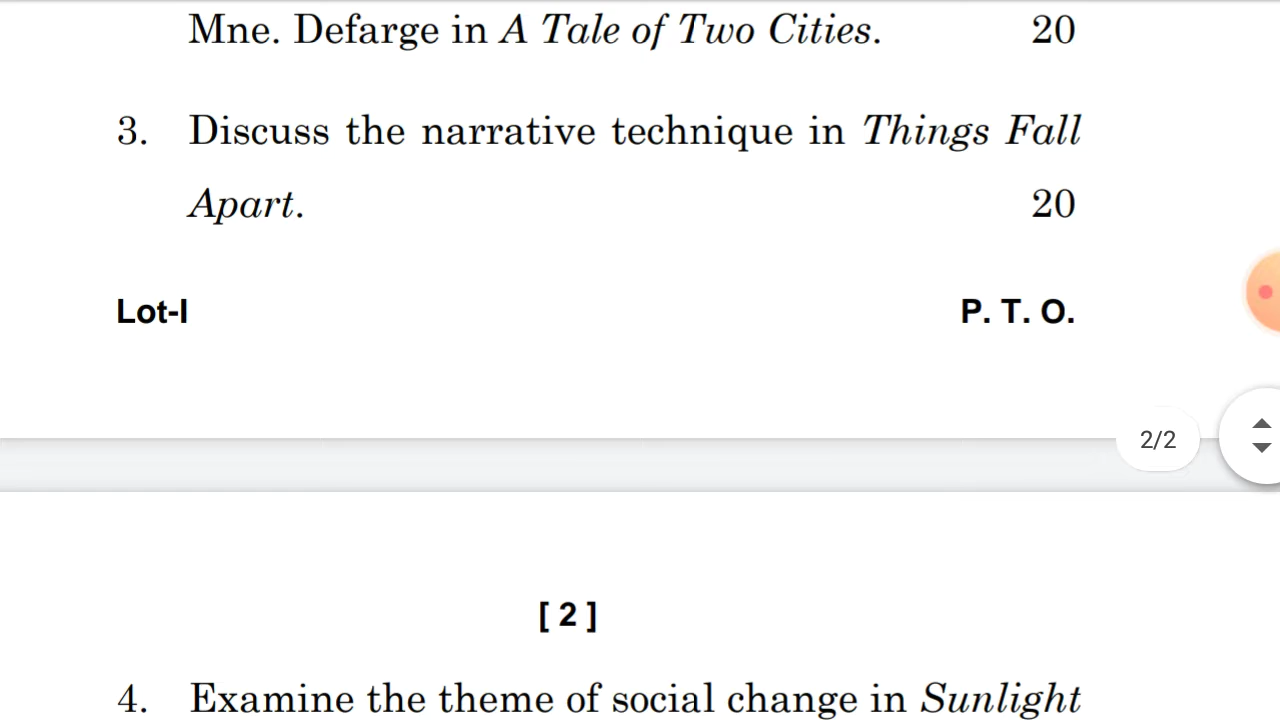 Mne. Defarge in A Tale of Two Cities. 20
3. Discuss the narrative technique in Things Fall
Apart. 20
Lot-I P. T. O.
2/2
[ 2 ]
4. Examine the theme of social change in Sunlight